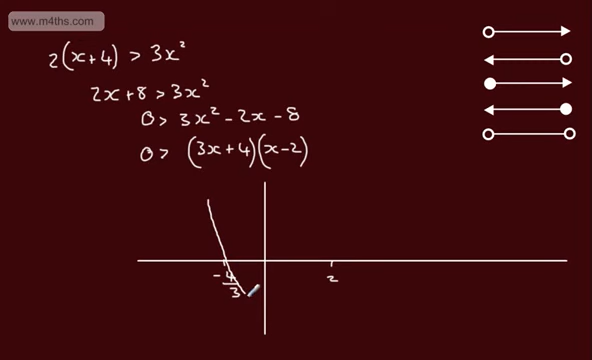 www.m4ths.com
2(x+4) > 3x²
2x+8 > 3x²
0 > 3x² - 2x - 8
0 > (3x+4)(x-2)
-4/3 2